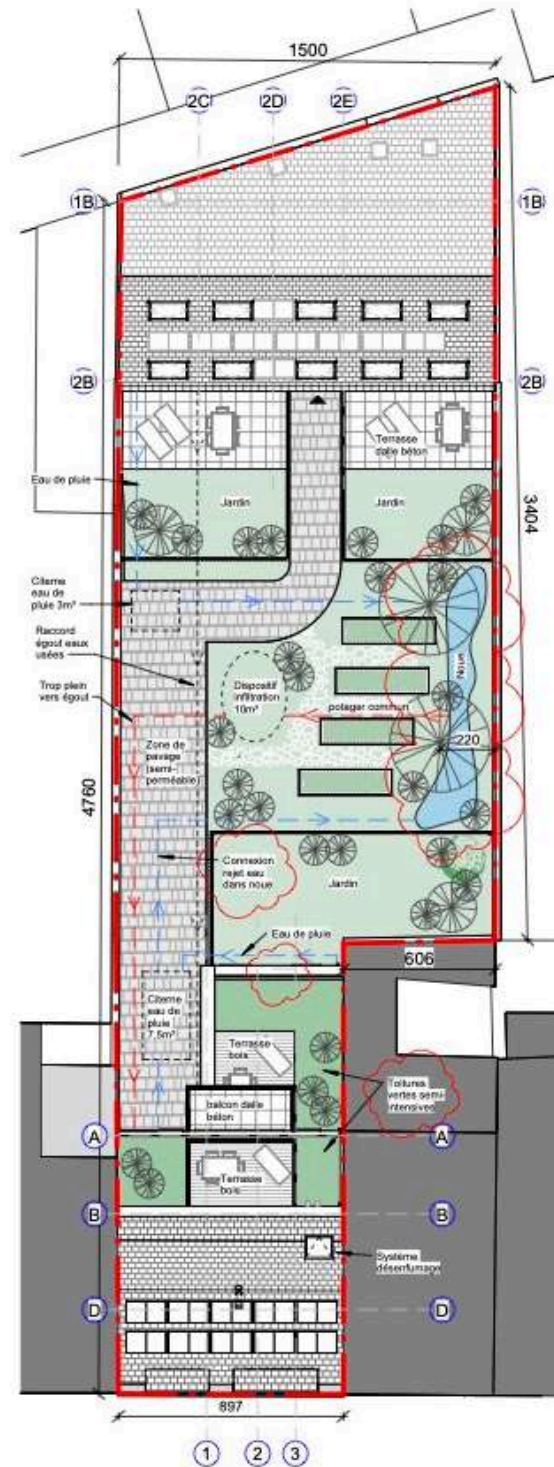 1500
2C
2D
2E
1B
1B
2B
2B
Terrasse
dalle béton
Eau de pluie
Jardin
Jardin
3404
Citerne
eau de
pluie 3m³
Raccord
égout eaux
usées
Dispositif
infiltration
10m²
Noue
potager commun
Trop plein
vers égout
220
Zone de
pavage
(semi-
perméable)
4760
Connexion
rejet eau
dans noue
Jardin
Eau de pluie
606
Citerne
eau de
pluie
7.5m³
Terrasse
bois
Toitures
vertes semi-
intensives
balcon dalle
béton
A
A
Terrasse
bois
B
B
Système
désenfumage
D
D
897
1
2
3